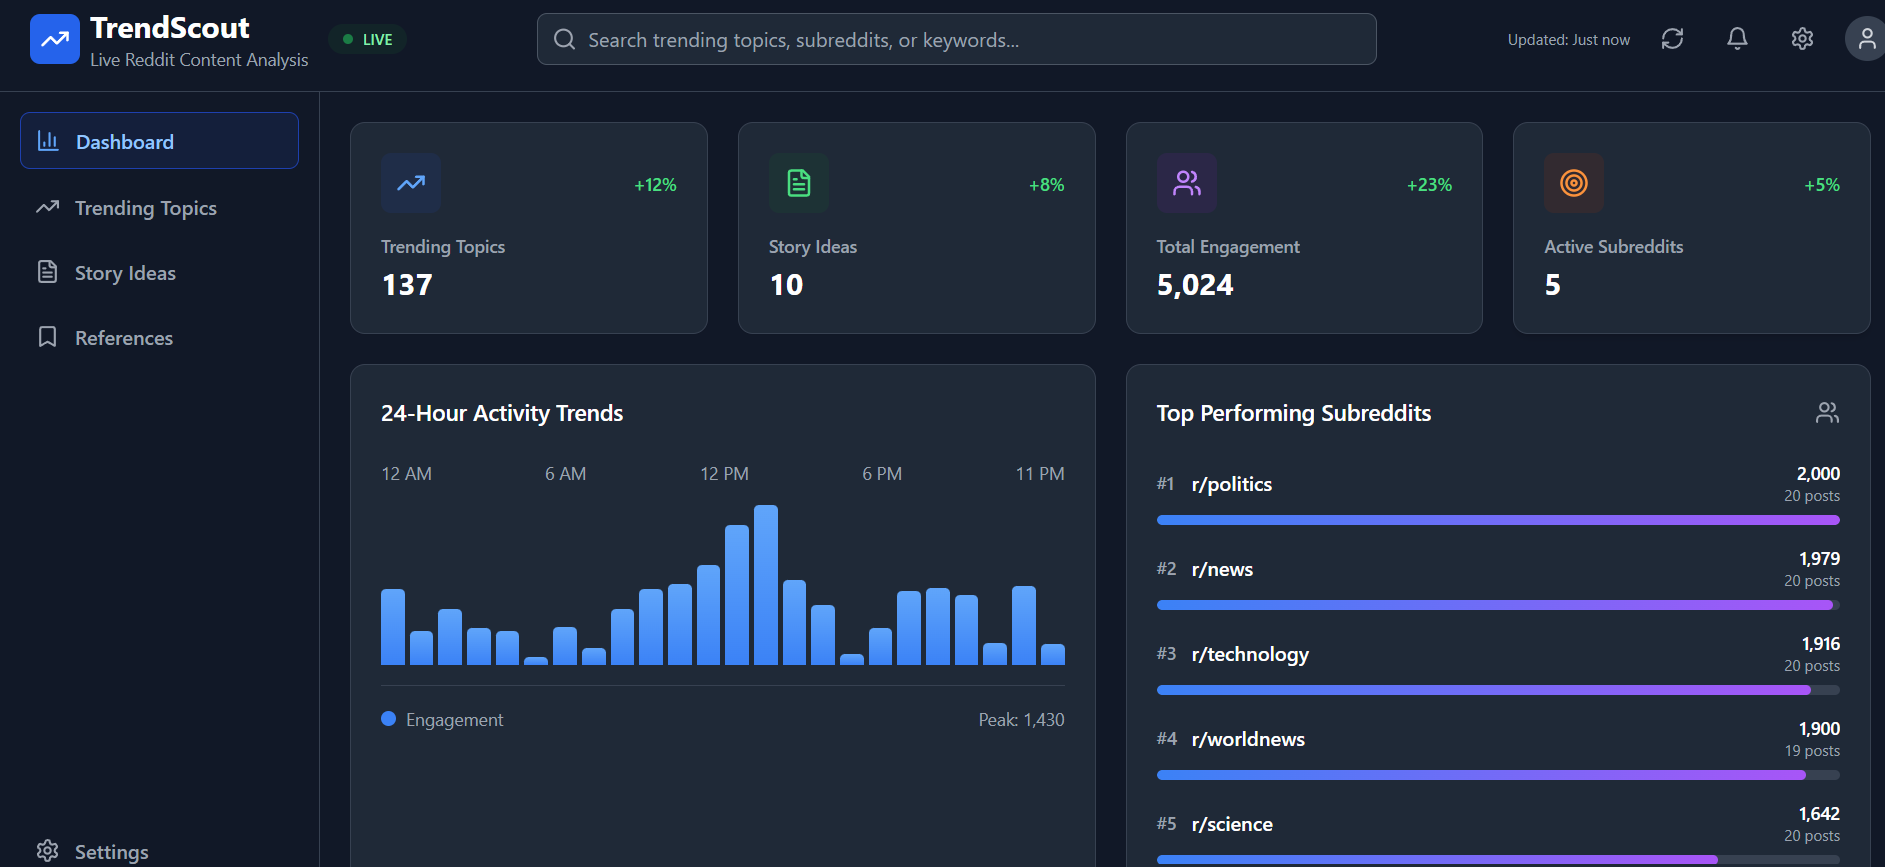 TrendScout
Live Reddit Content Analysis
LIVE
Search trending topics, subreddits, or keywords...
Updated: Just now
Dashboard
Trending Topics
Story Ideas
References
Settings
+12%
Trending Topics
137
+8%
Story Ideas
10
+23%
Total Engagement
5,024
+5%
Active Subreddits
5
24-Hour Activity Trends
12 AM 6 AM 12 PM 6 PM 11 PM
Engagement Peak: 1,430
Top Performing Subreddits
#1 r/politics 2,000
20 posts
#2 r/news 1,979
20 posts
#3 r/technology 1,916
20 posts
#4 r/worldnews 1,900
19 posts
#5 r/science 1,642
20 posts